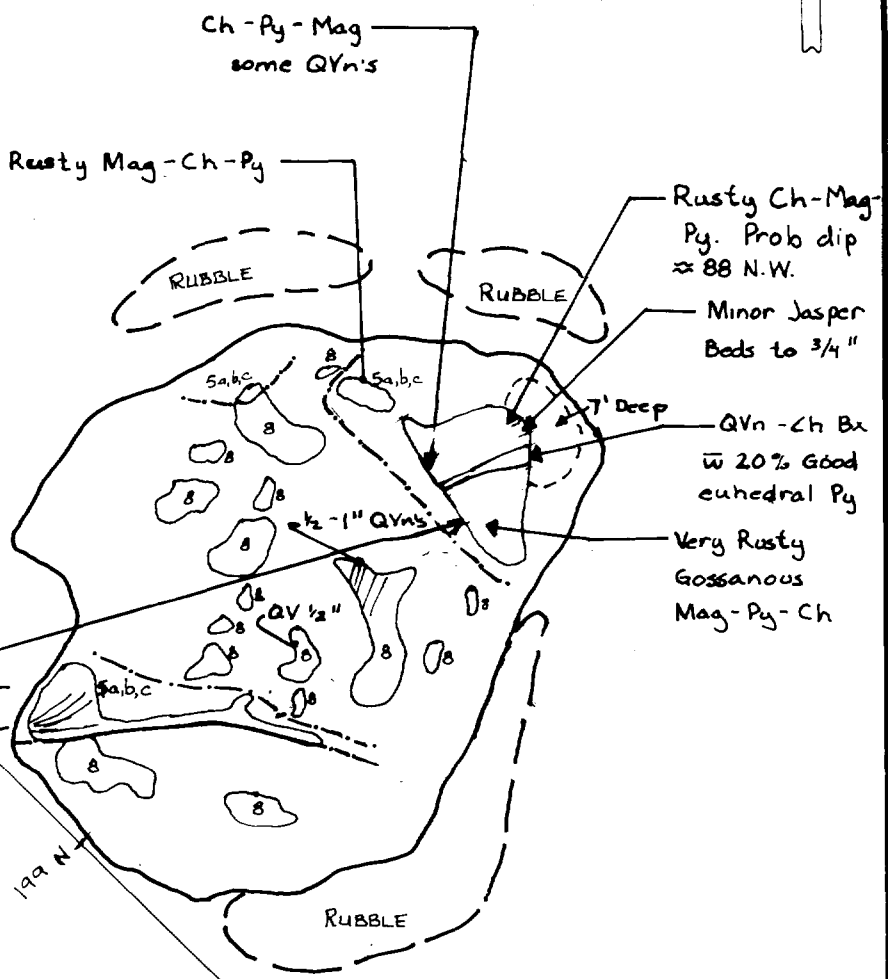 Ch-Py-Mag
some QVn's
Rusty Mag-Ch-Py
Rusty Ch-Mag-
Py. Prob dip
≈ 88 N.W.
RUBBLE
RUBBLE
Minor Jasper
Beds to 3/4"
8
5a,b,c
5a,b,c
7' Deep
8
QVn-Ch Bx
w̅ 20% Good
euhedral Py
8
8
8
1/2-1" QVn's
8
Very Rusty
Gossanous
Mag-Py-Ch
8
QV 1/2"
8
8
8
8
8
8
8
5a,b,c
8
8
8
199 N
RUBBLE